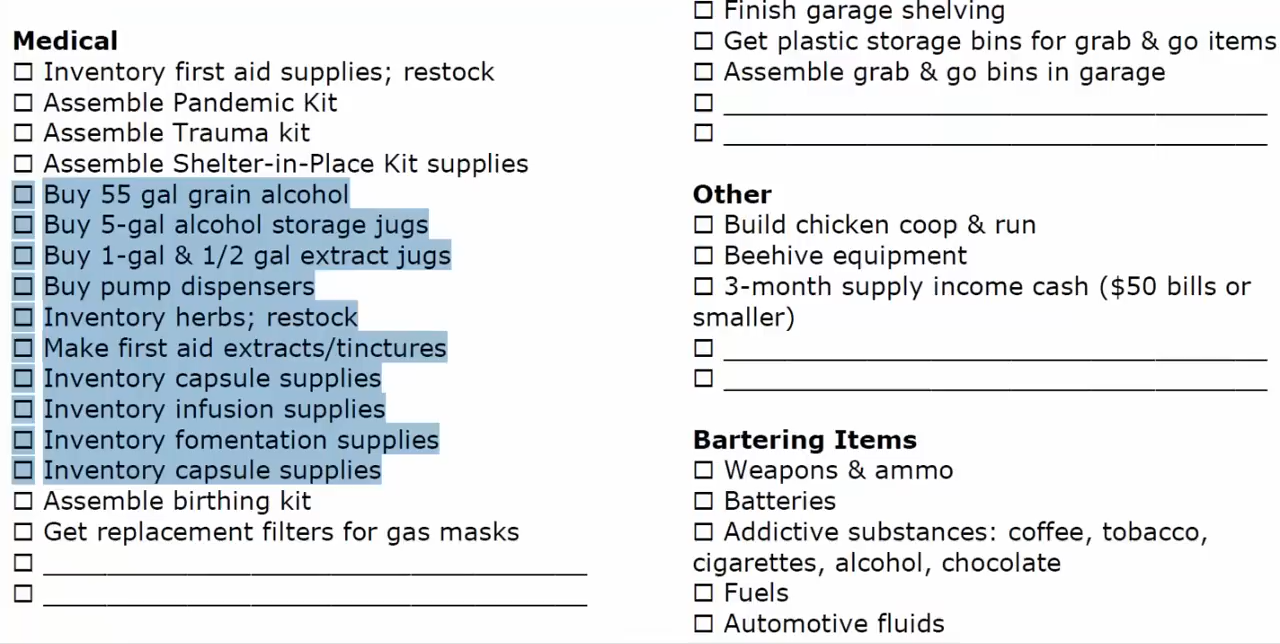 Medical
☐ Inventory first aid supplies; restock
☐ Assemble Pandemic Kit
☐ Assemble Trauma kit
☐ Assemble Shelter-in-Place Kit supplies
☐ Buy 55 gal grain alcohol
☐ Buy 5-gal alcohol storage jugs
☐ Buy 1-gal & 1/2 gal extract jugs
☐ Buy pump dispensers
☐ Inventory herbs; restock
☐ Make first aid extracts/tinctures
☐ Inventory capsule supplies
☐ Inventory infusion supplies
☐ Inventory fomentation supplies
☐ Inventory capsule supplies
☐ Assemble birthing kit
☐ Get replacement filters for gas masks
☐ ________________________________
☐ ________________________________
☐ Finish garage shelving
☐ Get plastic storage bins for grab & go items
☐ Assemble grab & go bins in garage
☐ ________________________________
☐ ________________________________
Other
☐ Build chicken coop & run
☐ Beehive equipment
☐ 3-month supply income cash ($50 bills or
smaller)
☐ ________________________________
☐ ________________________________
Bartering Items
☐ Weapons & ammo
☐ Batteries
☐ Addictive substances: coffee, tobacco,
cigarettes, alcohol, chocolate
☐ Fuels
☐ Automotive fluids